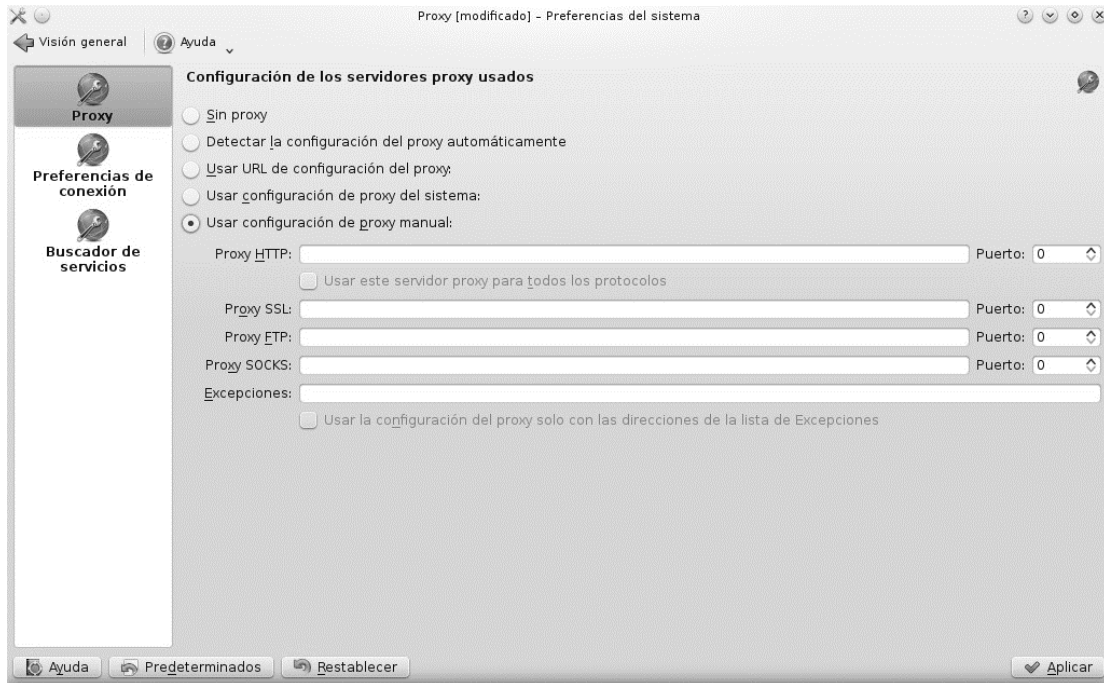 Proxy [modificado] – Preferencias del sistema
Visión general
Ayuda
Proxy
Preferencias de
conexión
Buscador de
servicios
Configuración de los servidores proxy usados
Sin proxy
Detectar la configuración del proxy automáticamente
Usar URL de configuración del proxy:
Usar configuración de proxy del sistema:
Usar configuración de proxy manual:
Proxy HTTP: Puerto: 0
Usar este servidor proxy para todos los protocolos
Proxy SSL: Puerto: 0
Proxy FTP: Puerto: 0
Proxy SOCKS: Puerto: 0
Excepciones:
Usar la configuración del proxy solo con las direcciones de la lista de Excepciones
Ayuda Predeterminados Restablecer Aplicar